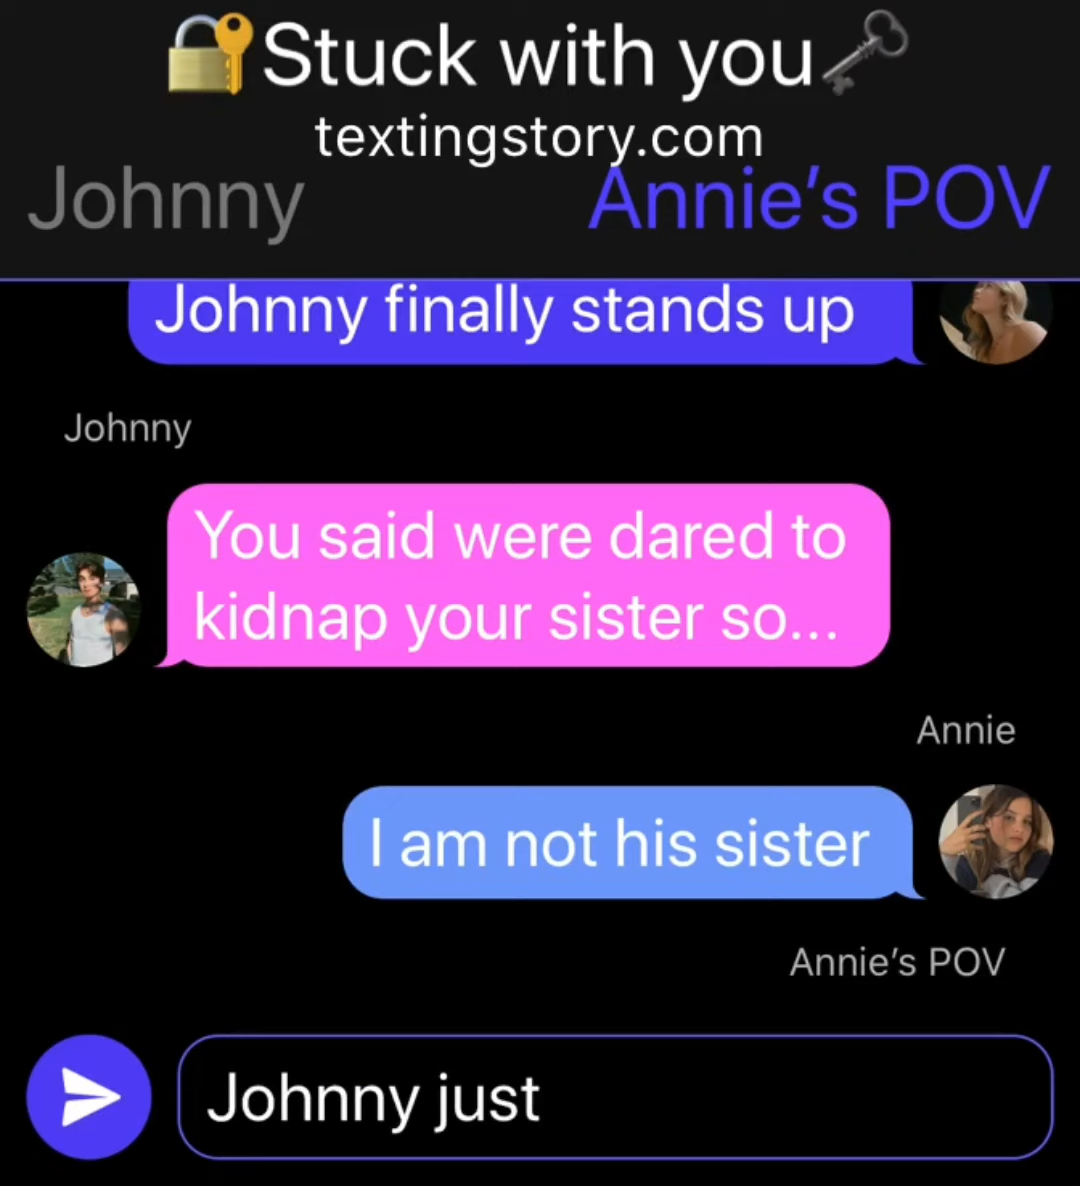 🔐Stuck with you🗝️
textingstory.com
Johnny Annie’s POV
Johnny finally stands up
Johnny
You said were dared to
kidnap your sister so...
Annie
I am not his sister
Annie’s POV
Johnny just